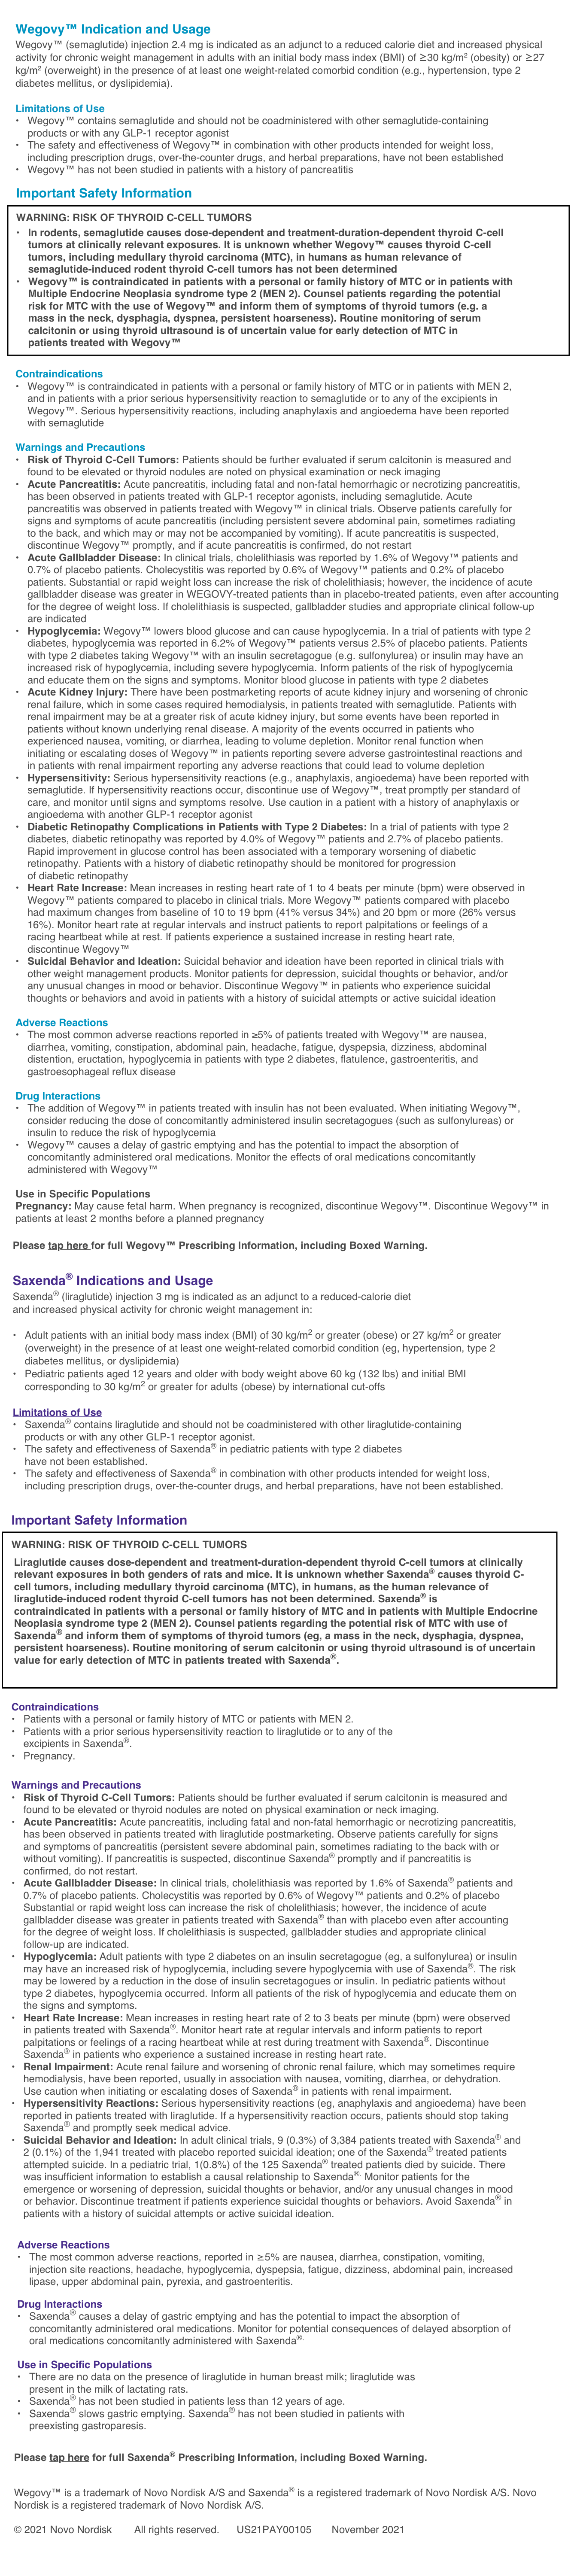 Wegovy™ Indication and Usage
Wegovy™ (semaglutide) injection 2.4 mg is indicated as an adjunct to a reduced calorie diet and increased physical
activity for chronic weight management in adults with an initial body mass index (BMI) of ≥30 kg/m² (obesity) or ≥27
kg/m² (overweight) in the presence of at least one weight-related comorbid condition (e.g., hypertension, type 2
diabetes mellitus, or dyslipidemia).
Limitations of Use
• Wegovy™ contains semaglutide and should not be coadministered with other semaglutide-containing
products or with any GLP-1 receptor agonist
• The safety and effectiveness of Wegovy™ in combination with other products intended for weight loss,
including prescription drugs, over-the-counter drugs, and herbal preparations, have not been established
• Wegovy™ has not been studied in patients with a history of pancreatitis
Important Safety Information
WARNING: RISK OF THYROID C-CELL TUMORS
• In rodents, semaglutide causes dose-dependent and treatment-duration-dependent thyroid C-cell
tumors at clinically relevant exposures. It is unknown whether Wegovy™ causes thyroid C-cell
tumors, including medullary thyroid carcinoma (MTC), in humans as human relevance of
semaglutide-induced rodent thyroid C-cell tumors has not been determined
• Wegovy™ is contraindicated in patients with a personal or family history of MTC or in patients with
Multiple Endocrine Neoplasia syndrome type 2 (MEN 2). Counsel patients regarding the potential
risk for MTC with the use of Wegovy™ and inform them of symptoms of thyroid tumors (e.g. a
mass in the neck, dysphagia, dyspnea, persistent hoarseness). Routine monitoring of serum
calcitonin or using thyroid ultrasound is of uncertain value for early detection of MTC in
patients treated with Wegovy™
Contraindications
• Wegovy™ is contraindicated in patients with a personal or family history of MTC or in patients with MEN 2,
and in patients with a prior serious hypersensitivity reaction to semaglutide or to any of the excipients in
Wegovy™. Serious hypersensitivity reactions, including anaphylaxis and angioedema have been reported
with semaglutide
Warnings and Precautions
• Risk of Thyroid C-Cell Tumors: Patients should be further evaluated if serum calcitonin is measured and
found to be elevated or thyroid nodules are noted on physical examination or neck imaging
• Acute Pancreatitis: Acute pancreatitis, including fatal and non-fatal hemorrhagic or necrotizing pancreatitis,
has been observed in patients treated with GLP-1 receptor agonists, including semaglutide. Acute
pancreatitis was observed in patients treated with Wegovy™ in clinical trials. Observe patients carefully for
signs and symptoms of acute pancreatitis (including persistent severe abdominal pain, sometimes radiating
to the back, and which may or may not be accompanied by vomiting). If acute pancreatitis is suspected,
discontinue Wegovy™ promptly, and if acute pancreatitis is confirmed, do not restart
• Acute Gallbladder Disease: In clinical trials, cholelithiasis was reported by 1.6% of Wegovy™ patients and
0.7% of placebo patients. Cholecystitis was reported by 0.6% of Wegovy™ patients and 0.2% of placebo
patients. Substantial or rapid weight loss can increase the risk of cholelithiasis; however, the incidence of acute
gallbladder disease was greater in WEGOVY-treated patients than in placebo-treated patients, even after accounting
for the degree of weight loss. If cholelithiasis is suspected, gallbladder studies and appropriate clinical follow-up
are indicated
• Hypoglycemia: Wegovy™ lowers blood glucose and can cause hypoglycemia. In a trial of patients with type 2
diabetes, hypoglycemia was reported in 6.2% of Wegovy™ patients versus 2.5% of placebo patients. Patients
with type 2 diabetes taking Wegovy™ with an insulin secretagogue (e.g. sulfonylurea) or insulin may have an
increased risk of hypoglycemia, including severe hypoglycemia. Inform patients of the risk of hypoglycemia
and educate them on the signs and symptoms. Monitor blood glucose in patients with type 2 diabetes
• Acute Kidney Injury: There have been postmarketing reports of acute kidney injury and worsening of chronic
renal failure, which in some cases required hemodialysis, in patients treated with semaglutide. Patients with
renal impairment may be at a greater risk of acute kidney injury, but some events have been reported in
patients without known underlying renal disease. A majority of the events occurred in patients who
experienced nausea, vomiting, or diarrhea, leading to volume depletion. Monitor renal function when
initiating or escalating doses of Wegovy™ in patients reporting severe adverse gastrointestinal reactions and
in patients with renal impairment reporting any adverse reactions that could lead to volume depletion
• Hypersensitivity: Serious hypersensitivity reactions (e.g., anaphylaxis, angioedema) have been reported with
semaglutide. If hypersensitivity reactions occur, discontinue use of Wegovy™, treat promptly per standard of
care, and monitor until signs and symptoms resolve. Use caution in a patient with a history of anaphylaxis or
angioedema with another GLP-1 receptor agonist
• Diabetic Retinopathy Complications in Patients with Type 2 Diabetes: In a trial of patients with type 2
diabetes, diabetic retinopathy was reported by 4.0% of Wegovy™ patients and 2.7% of placebo patients.
Rapid improvement in glucose control has been associated with a temporary worsening of diabetic
retinopathy. Patients with a history of diabetic retinopathy should be monitored for progression
of diabetic retinopathy
• Heart Rate Increase: Mean increases in resting heart rate of 1 to 4 beats per minute (bpm) were observed in
Wegovy™ patients compared to placebo in clinical trials. More Wegovy™ patients compared with placebo
had maximum changes from baseline of 10 to 19 bpm (41% versus 34%) and 20 bpm or more (26% versus
16%). Monitor heart rate at regular intervals and instruct patients to report palpitations or feelings of a
racing heartbeat while at rest. If patients experience a sustained increase in resting heart rate,
discontinue Wegovy™
• Suicidal Behavior and Ideation: Suicidal behavior and ideation have been reported in clinical trials with
other weight management products. Monitor patients for depression, suicidal thoughts or behavior, and/or
any unusual changes in mood or behavior. Discontinue Wegovy™ in patients who experience suicidal
thoughts or behaviors and avoid in patients with a history of suicidal attempts or active suicidal ideation
Adverse Reactions
• The most common adverse reactions reported in ≥5% of patients treated with Wegovy™ are nausea,
diarrhea, vomiting, constipation, abdominal pain, headache, fatigue, dyspepsia, dizziness, abdominal
distention, eructation, hypoglycemia in patients with type 2 diabetes, flatulence, gastroenteritis, and
gastroesophageal reflux disease
Drug Interactions
• The addition of Wegovy™ in patients treated with insulin has not been evaluated. When initiating Wegovy™,
consider reducing the dose of concomitantly administered insulin secretagogues (such as sulfonylureas) or
insulin to reduce the risk of hypoglycemia
• Wegovy™ causes a delay of gastric emptying and has the potential to impact the absorption of
concomitantly administered oral medications. Monitor the effects of oral medications concomitantly
administered with Wegovy™
Use in Specific Populations
Pregnancy: May cause fetal harm. When pregnancy is recognized, discontinue Wegovy™. Discontinue Wegovy™ in
patients at least 2 months before a planned pregnancy
Please tap here for full Wegovy™ Prescribing Information, including Boxed Warning.
Saxenda® Indications and Usage
Saxenda® (liraglutide) injection 3 mg is indicated as an adjunct to a reduced-calorie diet
and increased physical activity for chronic weight management in:
• Adult patients with an initial body mass index (BMI) of 30 kg/m² or greater (obese) or 27 kg/m² or greater
(overweight) in the presence of at least one weight-related comorbid condition (eg, hypertension, type 2
diabetes mellitus, or dyslipidemia)
• Pediatric patients aged 12 years and older with body weight above 60 kg (132 lbs) and initial BMI
corresponding to 30 kg/m² or greater for adults (obese) by international cut-offs
Limitations of Use
• Saxenda® contains liraglutide and should not be coadministered with other liraglutide-containing
products or with any other GLP-1 receptor agonist.
• The safety and effectiveness of Saxenda® in pediatric patients with type 2 diabetes
have not been established.
• The safety and effectiveness of Saxenda® in combination with other products intended for weight loss,
including prescription drugs, over-the-counter drugs, and herbal preparations, have not been established.
Important Safety Information
WARNING: RISK OF THYROID C-CELL TUMORS
Liraglutide causes dose-dependent and treatment-duration-dependent thyroid C-cell tumors at clinically
relevant exposures in both genders of rats and mice. It is unknown whether Saxenda® causes thyroid C-
cell tumors, including medullary thyroid carcinoma (MTC), in humans, as the human relevance of
liraglutide-induced rodent thyroid C-cell tumors has not been determined. Saxenda® is
contraindicated in patients with a personal or family history of MTC and in patients with Multiple Endocrine
Neoplasia syndrome type 2 (MEN 2). Counsel patients regarding the potential risk of MTC with use of
Saxenda® and inform them of symptoms of thyroid tumors (eg, a mass in the neck, dysphagia, dyspnea,
persistent hoarseness). Routine monitoring of serum calcitonin or using thyroid ultrasound is of uncertain
value for early detection of MTC in patients treated with Saxenda®.
Contraindications
• Patients with a personal or family history of MTC or patients with MEN 2.
• Patients with a prior serious hypersensitivity reaction to liraglutide or to any of the
excipients in Saxenda®.
• Pregnancy.
Warnings and Precautions
• Risk of Thyroid C-Cell Tumors: Patients should be further evaluated if serum calcitonin is measured and
found to be elevated or thyroid nodules are noted on physical examination or neck imaging.
• Acute Pancreatitis: Acute pancreatitis, including fatal and non-fatal hemorrhagic or necrotizing pancreatitis,
has been observed in patients treated with liraglutide postmarketing. Observe patients carefully for signs
and symptoms of pancreatitis (persistent severe abdominal pain, sometimes radiating to the back with or
without vomiting). If pancreatitis is suspected, discontinue Saxenda® promptly and if pancreatitis is
confirmed, do not restart.
• Acute Gallbladder Disease: In clinical trials, cholelithiasis was reported by 1.6% of Saxenda® patients and
0.7% of placebo patients. Cholecystitis was reported by 0.6% of Wegovy™ patients and 0.2% of placebo
Substantial or rapid weight loss can increase the risk of cholelithiasis; however, the incidence of acute
gallbladder disease was greater in patients treated with Saxenda® than with placebo even after accounting
for the degree of weight loss. If cholelithiasis is suspected, gallbladder studies and appropriate clinical
follow-up are indicated.
• Hypoglycemia: Adult patients with type 2 diabetes on an insulin secretagogue (eg, a sulfonylurea) or insulin
may have an increased risk of hypoglycemia, including severe hypoglycemia with use of Saxenda®. The risk
may be lowered by a reduction in the dose of insulin secretagogues or insulin. In pediatric patients without
type 2 diabetes, hypoglycemia occurred. Inform all patients of the risk of hypoglycemia and educate them on
the signs and symptoms.
• Heart Rate Increase: Mean increases in resting heart rate of 2 to 3 beats per minute (bpm) were observed
in patients treated with Saxenda®. Monitor heart rate at regular intervals and inform patients to report
palpitations or feelings of a racing heartbeat while at rest during treatment with Saxenda®. Discontinue
Saxenda® in patients who experience a sustained increase in resting heart rate.
• Renal Impairment: Acute renal failure and worsening of chronic renal failure, which may sometimes require
hemodialysis, have been reported, usually in association with nausea, vomiting, diarrhea, or dehydration.
Use caution when initiating or escalating doses of Saxenda® in patients with renal impairment.
• Hypersensitivity Reactions: Serious hypersensitivity reactions (eg, anaphylaxis and angioedema) have been
reported in patients treated with liraglutide. If a hypersensitivity reaction occurs, patients should stop taking
Saxenda® and promptly seek medical advice.
• Suicidal Behavior and Ideation: In adult clinical trials, 9 (0.3%) of 3,384 patients treated with Saxenda® and
2 (0.1%) of the 1,941 treated with placebo reported suicidal ideation; one of the Saxenda® treated patients
attempted suicide. In a pediatric trial, 1(0.8%) of the 125 Saxenda® treated patients died by suicide. There
was insufficient information to establish a causal relationship to Saxenda®. Monitor patients for the
emergence or worsening of depression, suicidal thoughts or behavior, and/or any unusual changes in mood
or behavior. Discontinue treatment if patients experience suicidal thoughts or behaviors. Avoid Saxenda® in
patients with a history of suicidal attempts or active suicidal ideation.
Adverse Reactions
• The most common adverse reactions, reported in ≥5% are nausea, diarrhea, constipation, vomiting,
injection site reactions, headache, hypoglycemia, dyspepsia, fatigue, dizziness, abdominal pain, increased
lipase, upper abdominal pain, pyrexia, and gastroenteritis.
Drug Interactions
• Saxenda® causes a delay of gastric emptying and has the potential to impact the absorption of
concomitantly administered oral medications. Monitor for potential consequences of delayed absorption of
oral medications concomitantly administered with Saxenda®.
Use in Specific Populations
• There are no data on the presence of liraglutide in human breast milk; liraglutide was
present in the milk of lactating rats.
• Saxenda® has not been studied in patients less than 12 years of age.
• Saxenda® slows gastric emptying. Saxenda® has not been studied in patients with
preexisting gastroparesis.
Please tap here for full Saxenda® Prescribing Information, including Boxed Warning.
Wegovy™ is a trademark of Novo Nordisk A/S and Saxenda® is a registered trademark of Novo Nordisk A/S. Novo
Nordisk is a registered trademark of Novo Nordisk A/S.
© 2021 Novo Nordisk All rights reserved. US21PAY00105 November 2021